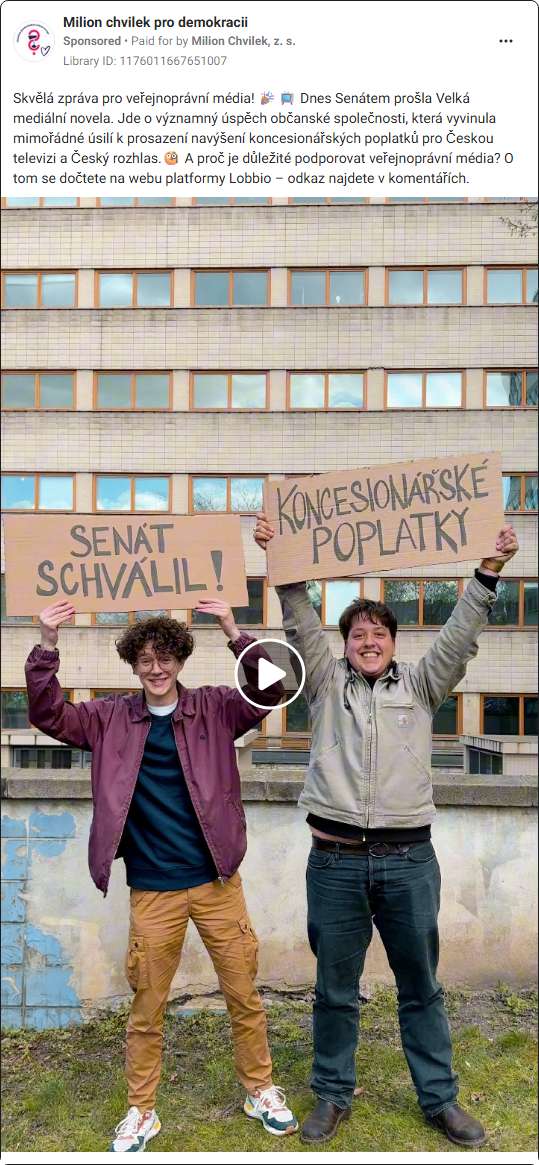 Milion chvilek pro demokracii
Sponsored • Paid for by Milion Chvilek, z. s.
Library ID: 1176011667651007
Skvělá zpráva pro veřejnoprávní média! 🎉 📺 Dnes Senátem prošla Velká
mediální novela. Jde o významný úspěch občanské společnosti, která vyvinula
mimořádné úsilí k prosazení navýšení koncesionářských poplatků pro Českou
televizi a Český rozhlas. 🧐 A proč je důležité podporovat veřejnoprávní média? O
tom se dočtete na webu platformy Lobbio – odkaz najdete v komentářích.
SENÁT
SCHVÁLIL!
KONCESIONÁŘSKÉ
POPLATKY